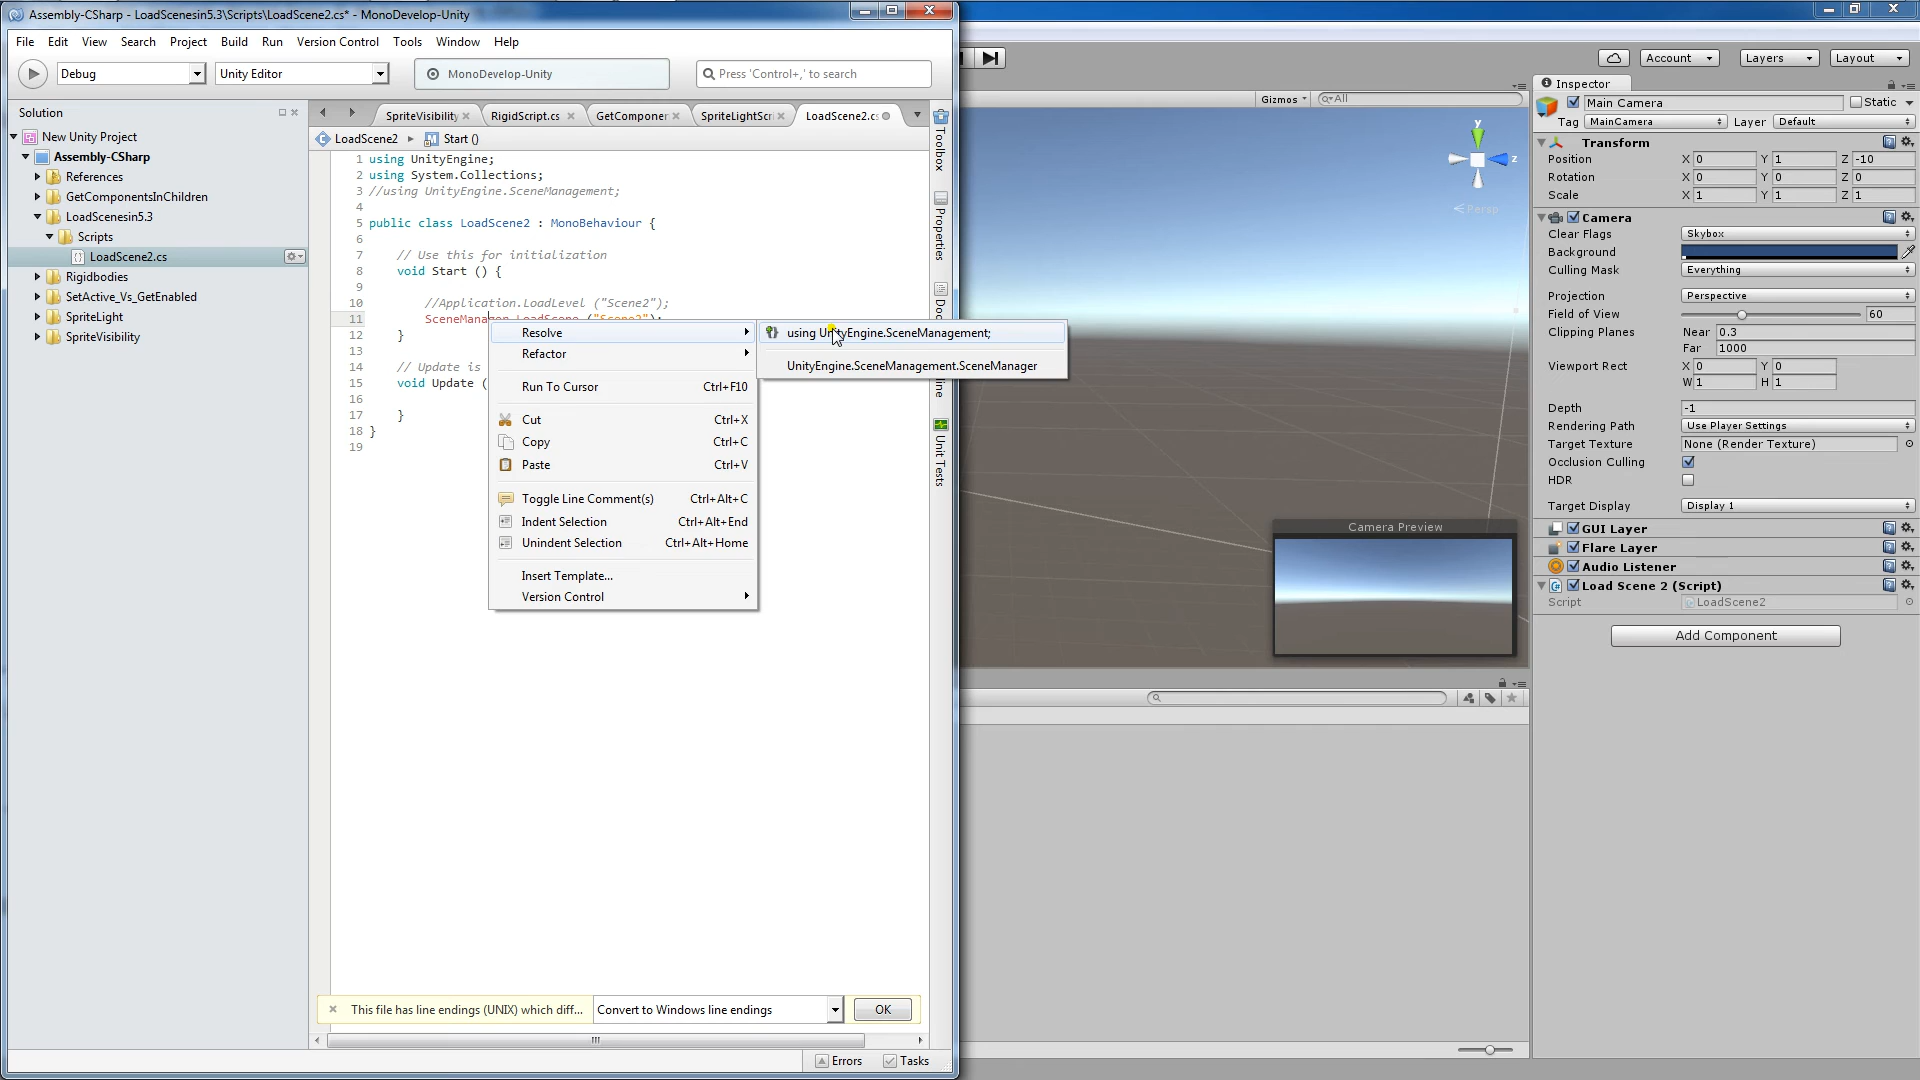 Assembly-CSharp - LoadScenesin5.3\Scripts\LoadScene2.cs* - MonoDevelop-Unity
File Edit View Search Project Build Run Version Control Tools Window Help
Debug
Unity Editor
MonoDevelop-Unity
Press 'Control+,' to search
Solution
New Unity Project
Assembly-CSharp
References
GetComponentsInChildren
LoadScenesin5.3
Scripts
LoadScene2.cs
Rigidbodies
SetActive_Vs_GetEnabled
SpriteLight
SpriteVisibility
SpriteVisibility RigidScript.cs GetComponer SpriteLightScri LoadScene2.cs
LoadScene2 Start ()
1 using UnityEngine;
2 using System.Collections;
3 //using UnityEngine.SceneManagement;
4
5 public class LoadScene2 : MonoBehaviour {
6
7 // Use this for initialization
8 void Start () {
9
10 //Application.LoadLevel ("Scene2");
11 SceneManager.LoadScene ("Scene2");
12 }
13
14 // Update is
15 void Update (
16
17 }
18 }
19
Resolve
Refactor
Run To Cursor Ctrl+F10
Cut Ctrl+X
Copy Ctrl+C
Paste Ctrl+V
Toggle Line Comment(s) Ctrl+Alt+C
Indent Selection Ctrl+Alt+End
Unindent Selection Ctrl+Alt+Home
Insert Template...
Version Control
using UnityEngine.SceneManagement;
UnityEngine.SceneManagement.SceneManager
Toolbox
Properties
Unit Tests
This file has line endings (UNIX) which diff...
Convert to Windows line endings
OK
Errors
Tasks
Account Layers Layout
Gizmos All
y
z
Persp
Camera Preview
Inspector
Main Camera Static
Tag MainCamera Layer Default
Transform
Position X 0 Y 1 Z -10
Rotation X 0 Y 0 Z 0
Scale X 1 Y 1 Z 1
Camera
Clear Flags Skybox
Background
Culling Mask Everything
Projection Perspective
Field of View 60
Clipping Planes Near 0.3
Far 1000
Viewport Rect X 0 Y 0
W 1 H 1
Depth -1
Rendering Path Use Player Settings
Target Texture None (Render Texture)
Occlusion Culling
HDR
Target Display Display 1
GUI Layer
Flare Layer
Audio Listener
Load Scene 2 (Script)
Script LoadScene2
Add Component